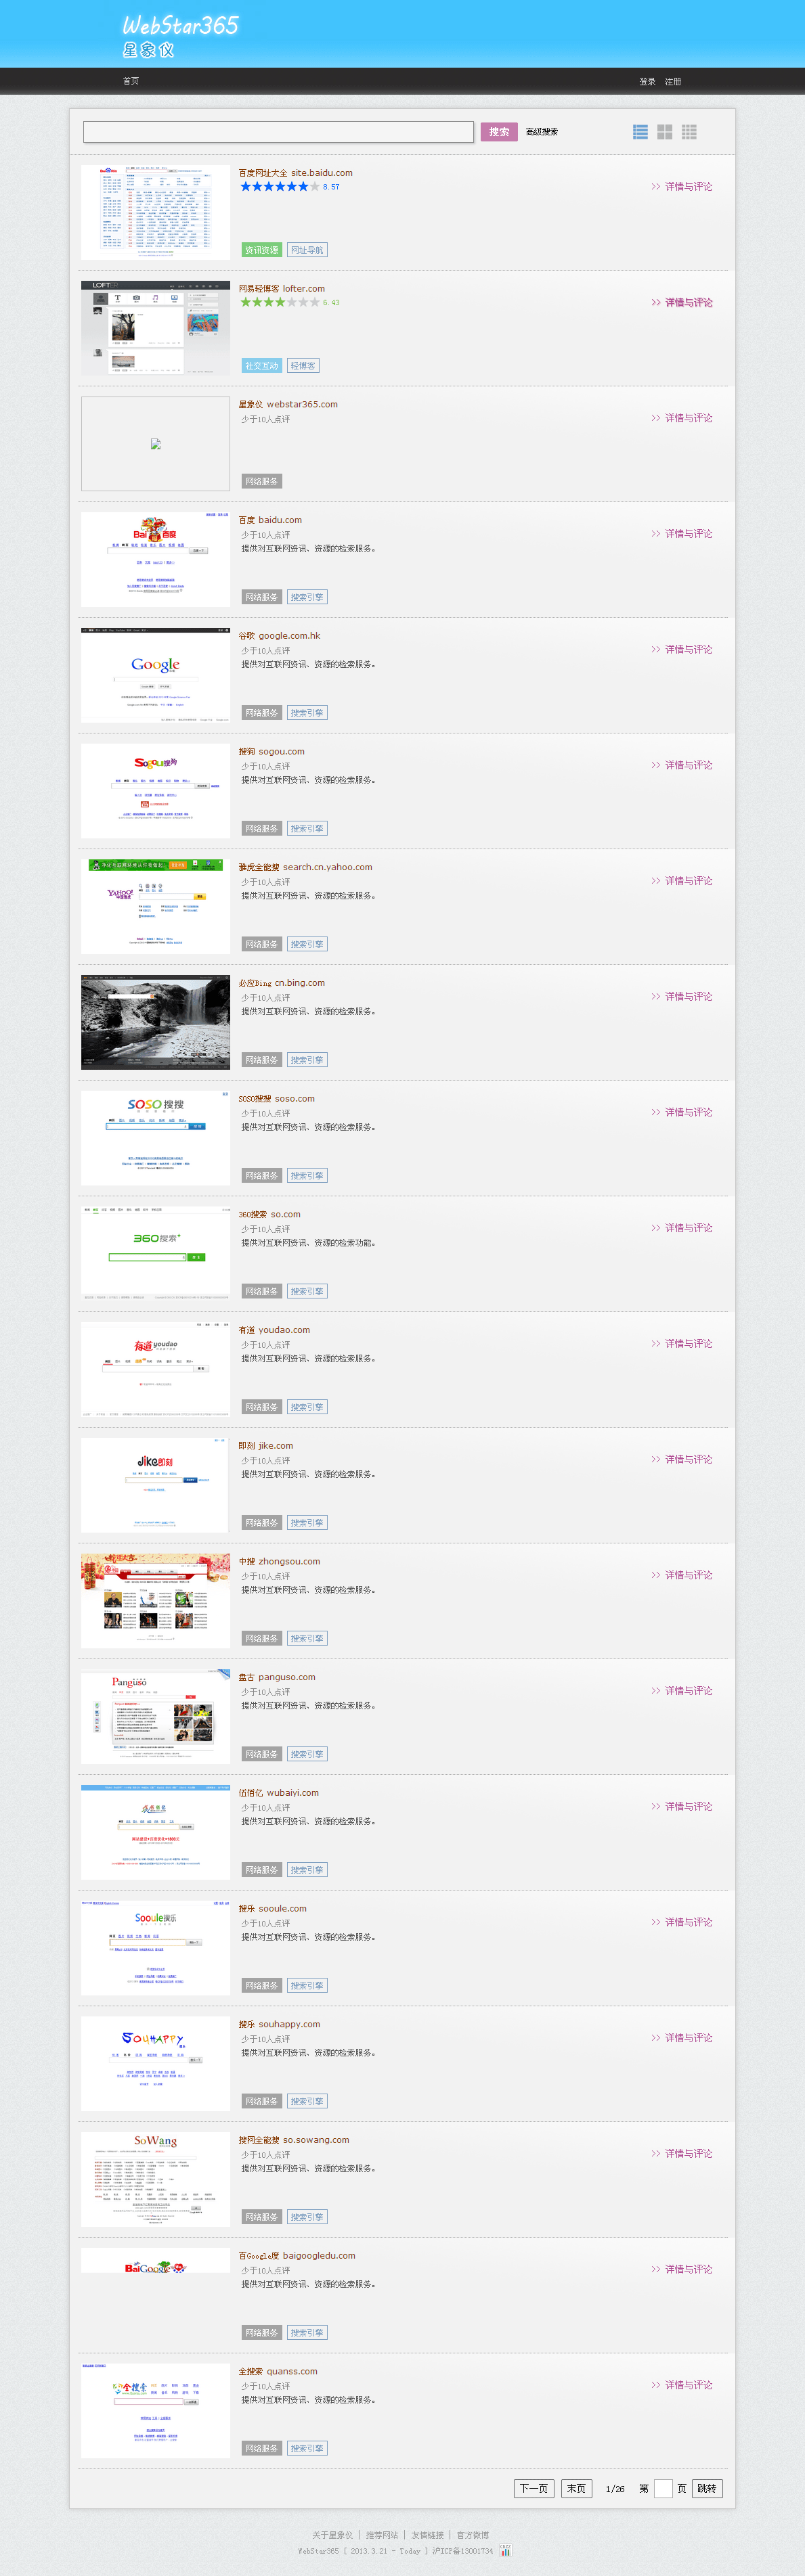 WebStar365
星象仪
首页 登录 注册
搜索 高级搜索
百度网址大全 site.baidu.com
8.57
详情与评论
资讯资源 网址导航
网易轻博客 lofter.com
6.43
详情与评论
社交互动 轻博客
星象仪 webstar365.com
少于10人点评
详情与评论
网络服务
百度 baidu.com
少于10人点评
详情与评论
提供对互联网资讯、资源的检索服务。
网络服务 搜索引擎
谷歌 google.com.hk
少于10人点评
详情与评论
提供对互联网资讯、资源的检索服务。
网络服务 搜索引擎
搜狗 sogou.com
少于10人点评
详情与评论
提供对互联网资讯、资源的检索服务。
网络服务 搜索引擎
雅虎全能搜 search.cn.yahoo.com
少于10人点评
详情与评论
提供对互联网资讯、资源的检索服务。
网络服务 搜索引擎
必应Bing cn.bing.com
少于10人点评
详情与评论
提供对互联网资讯、资源的检索服务。
网络服务 搜索引擎
SOSO搜搜 soso.com
少于10人点评
详情与评论
提供对互联网资讯、资源的检索服务。
网络服务 搜索引擎
360搜索 so.com
少于10人点评
详情与评论
提供对互联网资讯、资源的检索功能。
网络服务 搜索引擎
有道 youdao.com
少于10人点评
详情与评论
提供对互联网资讯、资源的检索服务。
网络服务 搜索引擎
即刻 jike.com
少于10人点评
详情与评论
提供对互联网资讯、资源的检索服务。
网络服务 搜索引擎
中搜 zhongsou.com
少于10人点评
详情与评论
提供对互联网资讯、资源的检索服务。
网络服务 搜索引擎
盘古 panguso.com
少于10人点评
详情与评论
提供对互联网资讯、资源的检索服务。
网络服务 搜索引擎
伍佰亿 wubaiyi.com
少于10人点评
详情与评论
提供对互联网资讯、资源的检索服务。
网络服务 搜索引擎
搜乐 sooule.com
少于10人点评
详情与评论
提供对互联网资讯、资源的检索服务。
网络服务 搜索引擎
搜乐 souhappy.com
少于10人点评
详情与评论
提供对互联网资讯、资源的检索服务。
网络服务 搜索引擎
搜网全能搜 so.sowang.com
少于10人点评
详情与评论
提供对互联网资讯、资源的检索服务。
网络服务 搜索引擎
百Google度 baigoogledu.com
少于10人点评
详情与评论
提供对互联网资讯、资源的检索服务。
网络服务 搜索引擎
全搜索 quanss.com
少于10人点评
详情与评论
提供对互联网资讯、资源的检索服务。
网络服务 搜索引擎
下一页 末页 1/26 第 页 跳转
关于星象仪 | 推荐网站 | 友情链接 | 官方微博
WebStar365 [ 2013.3.21 - Today ] 沪ICP备13001734